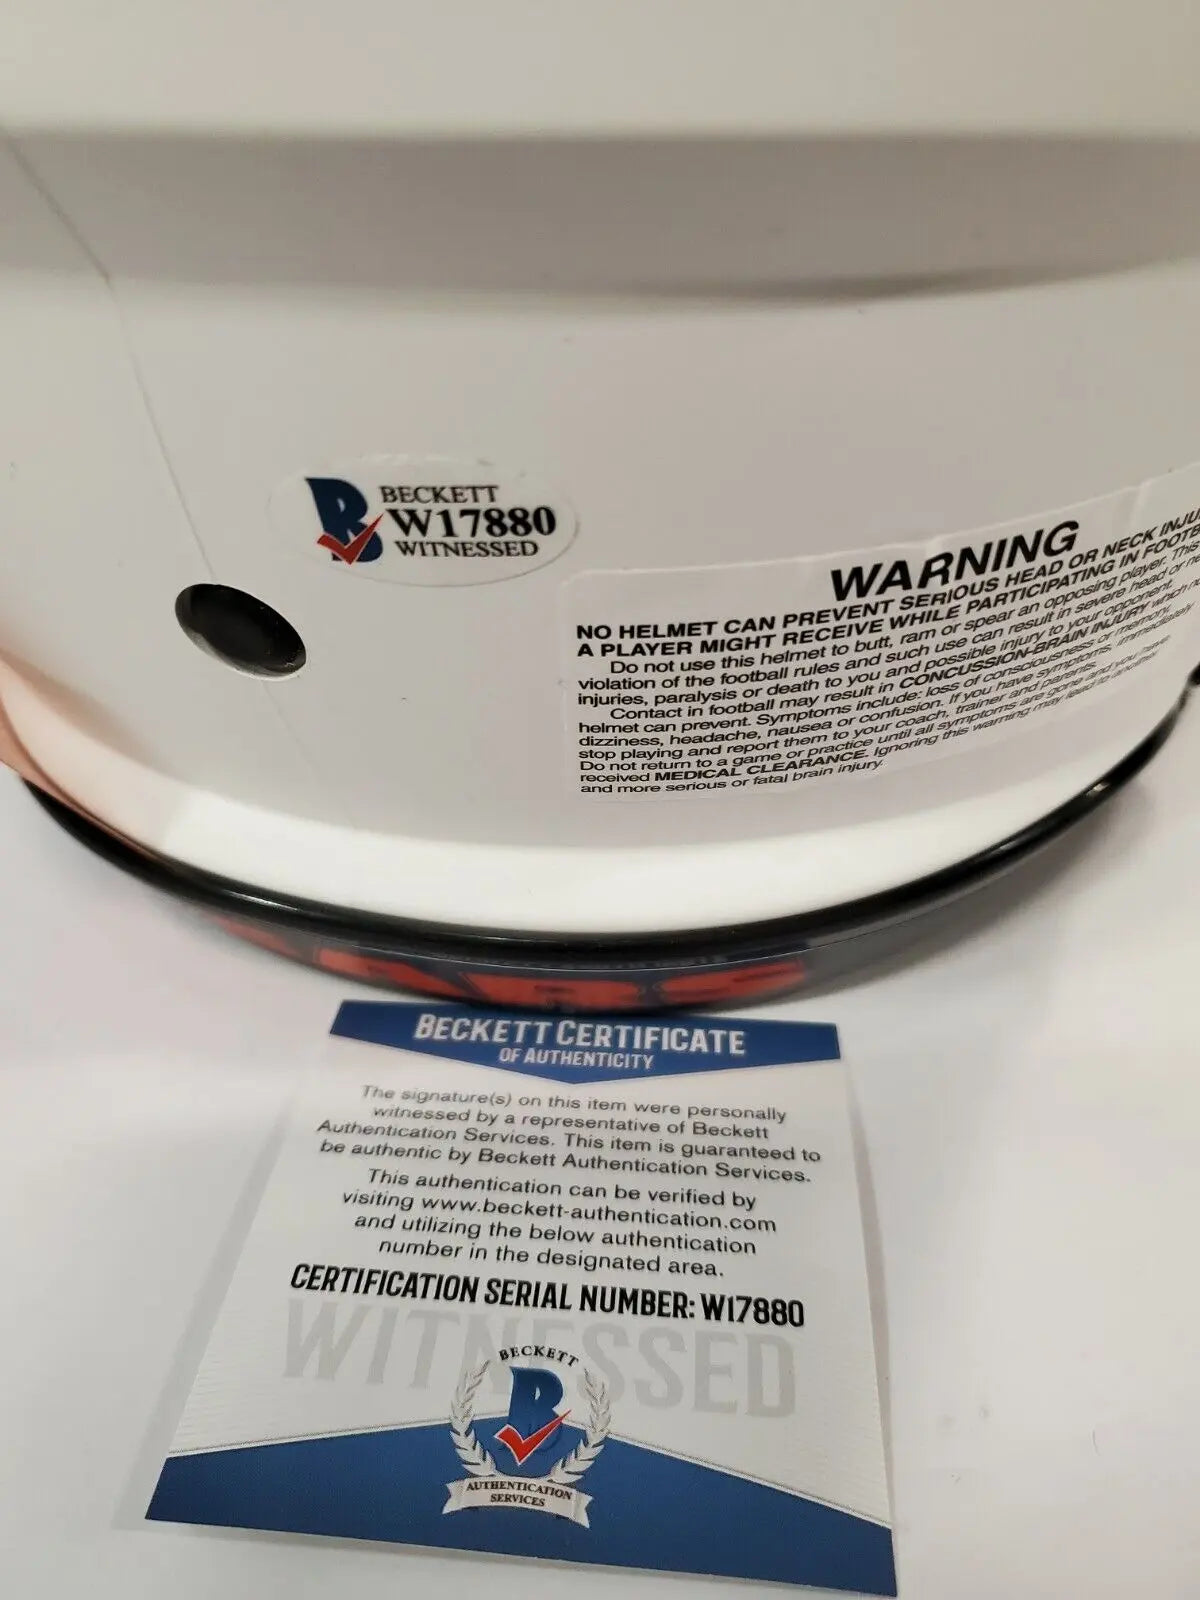 BECKETT
W17880
WITNESSED
WARNING
NO HELMET CAN PREVENT SERIOUS HEAD OR NECK
A PLAYER MIGHT RECEIVE WHILE PARTICIPATING IN
Do not use this helmet to butt, ram or spear an opposing player. This
violation of the football rules and such use can result in severe head or
injuries, paralysis or death to you and possible injury to your opponent.
Contact in football may result in CONCUSSION-BRAIN INJURY which
helmet can prevent. Symptoms include: loss of consciousness or memory,
dizziness, headache, nausea or confusion. If you have symptoms, immediately
stop playing and report them to your coach, trainer and parents.
Do not return to a game or practice until all symptoms are gone and you have
received MEDICAL CLEARANCE. Ignoring this warning may lead to another
and more serious or fatal brain injury.
BECKETT CERTIFICATE
OF AUTHENTICITY
The signature(s) on this item were personally
witnessed by a representative of Beckett
Authentication Services. This item is guaranteed to
be authentic by Beckett Authentication Services.
This authentication can be verified by
visiting www.beckett-authentication.com
and utilizing the below authentication
number in the designated area.
CERTIFICATION SERIAL NUMBER: W17880
WITNESSED
BECKETT
B
AUTHENTICATION
SERVICES